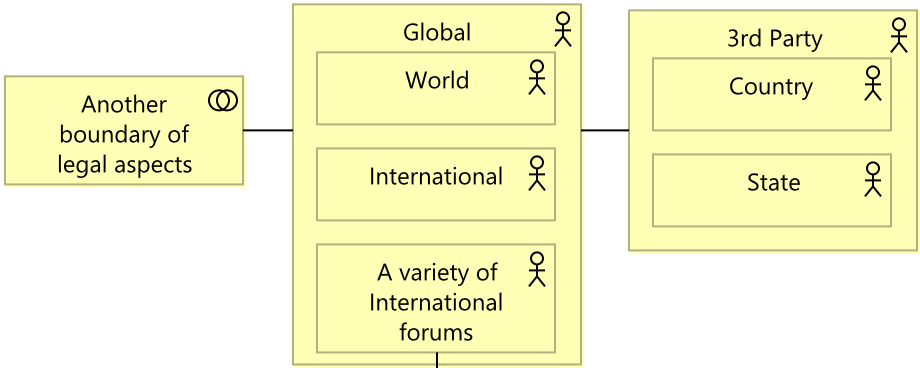 Another
boundary of
legal aspects
Global
World
International
A variety of
International
forums
3rd Party
Country
State